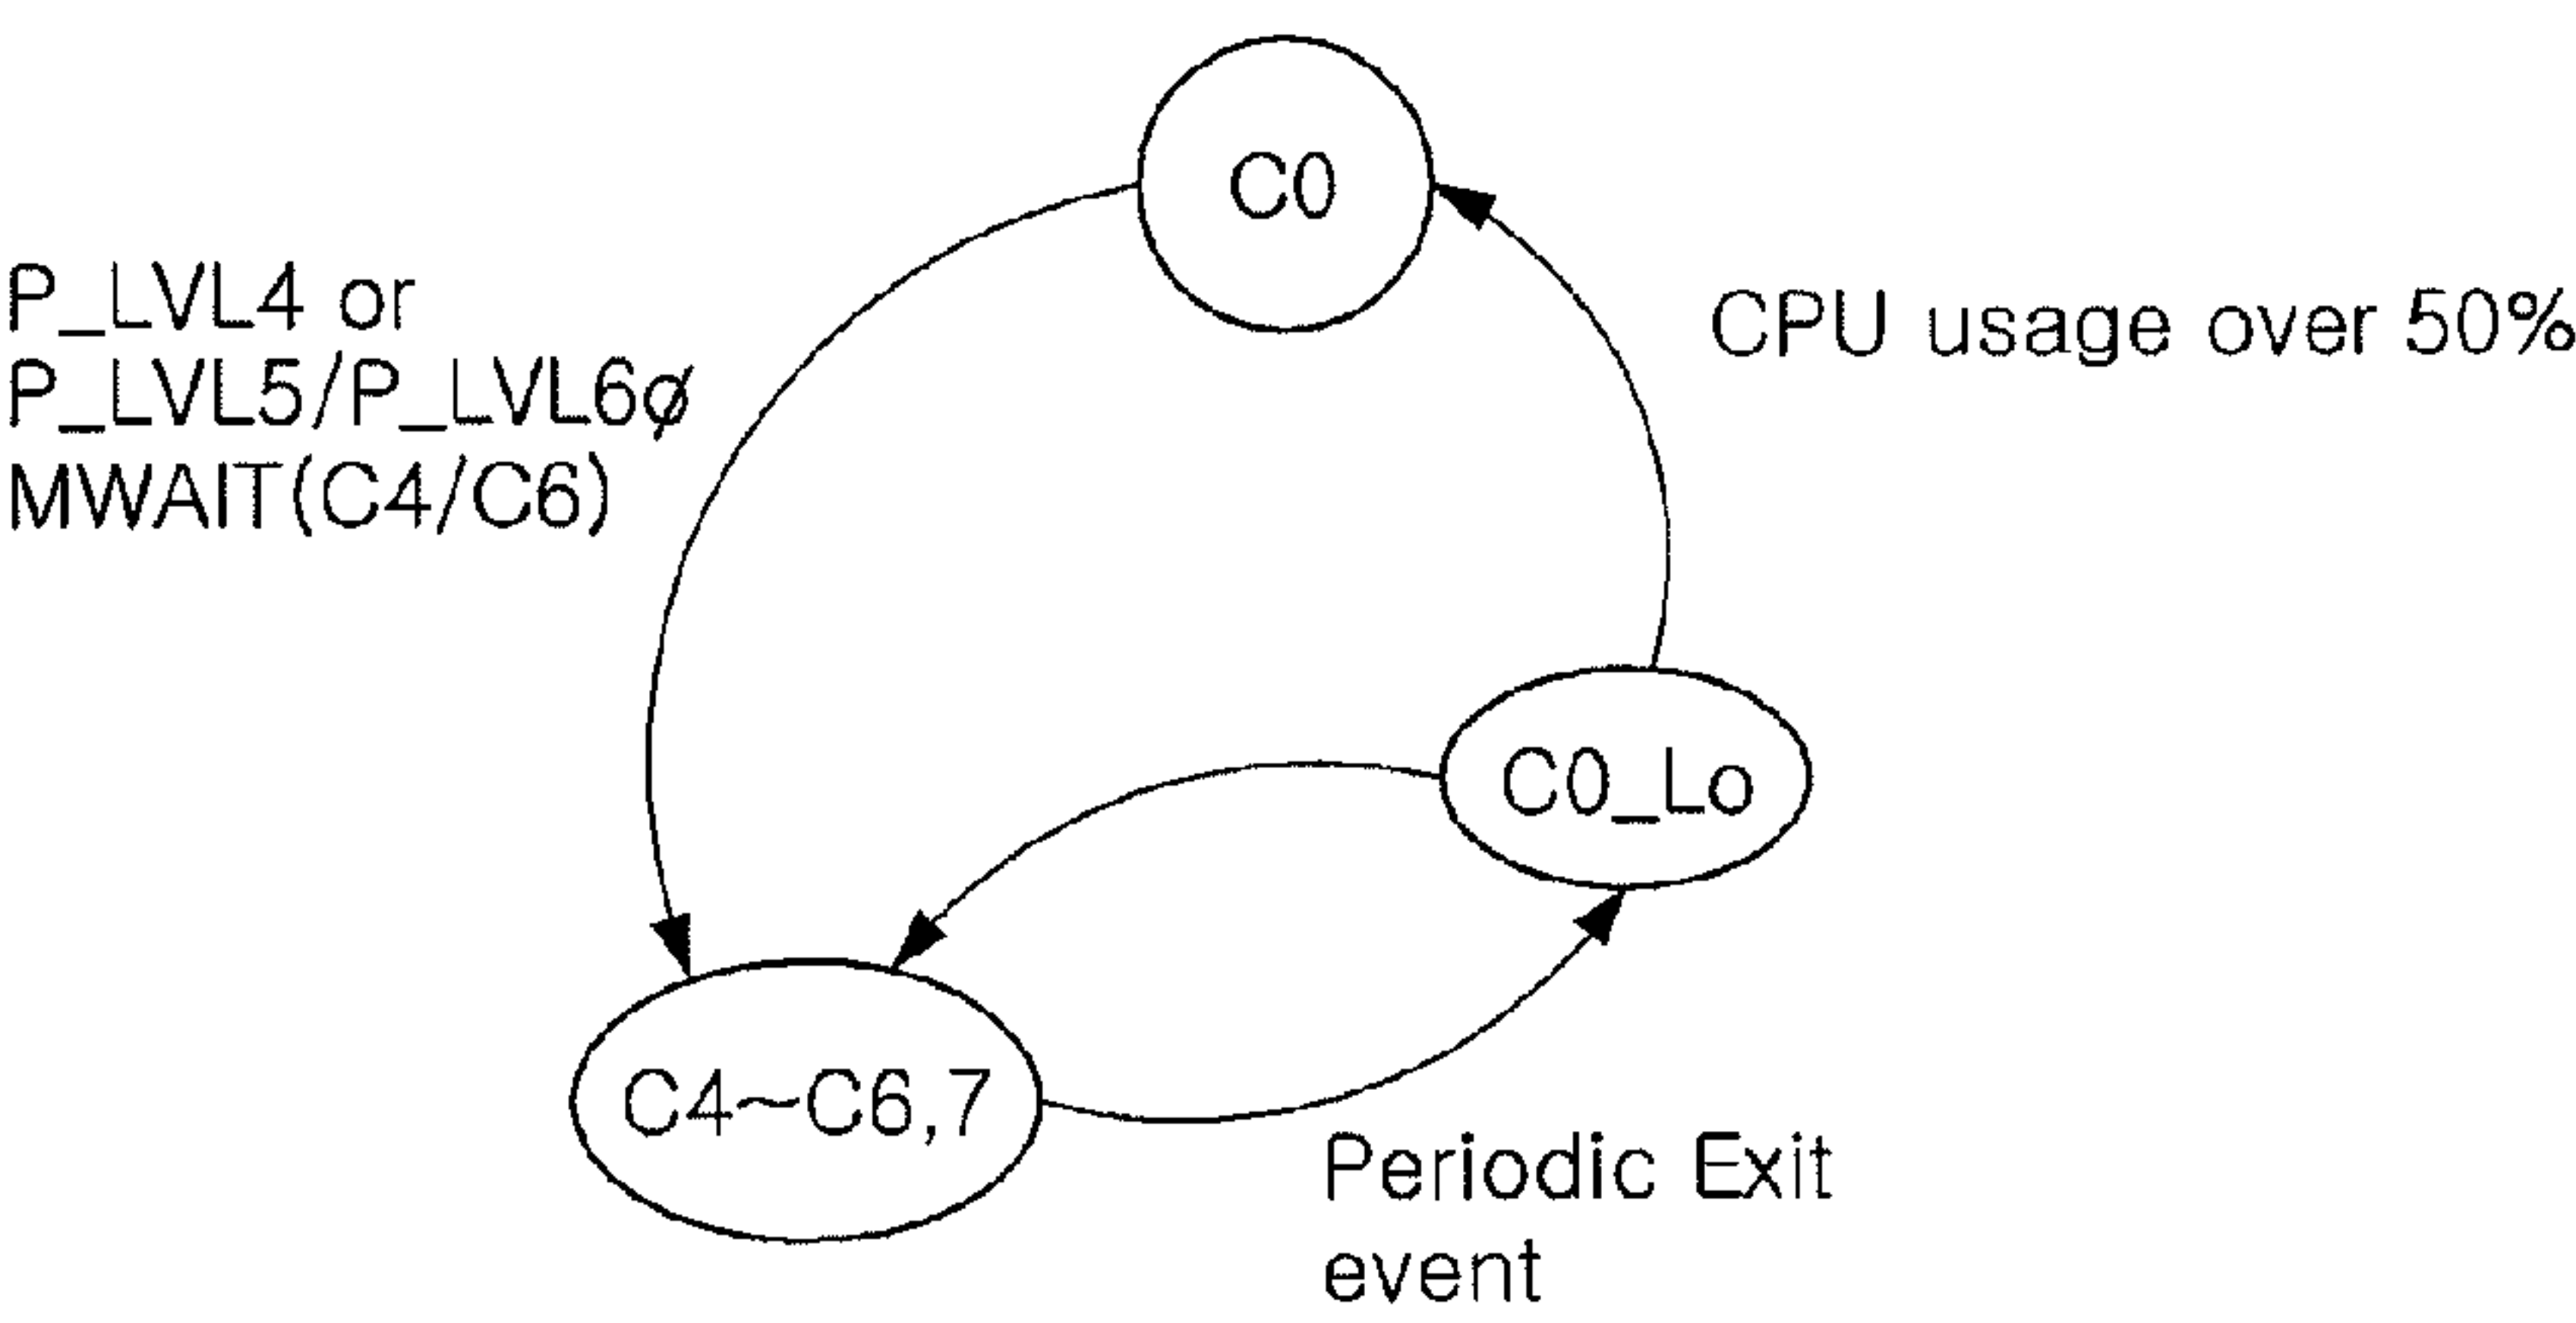 C0
P_LVL4 or
P_LVL5/P_LVL6ø
MWAIT(C4/C6)
CPU usage over 50%
C0_Lo
C4~C6,7
Periodic Exit
event